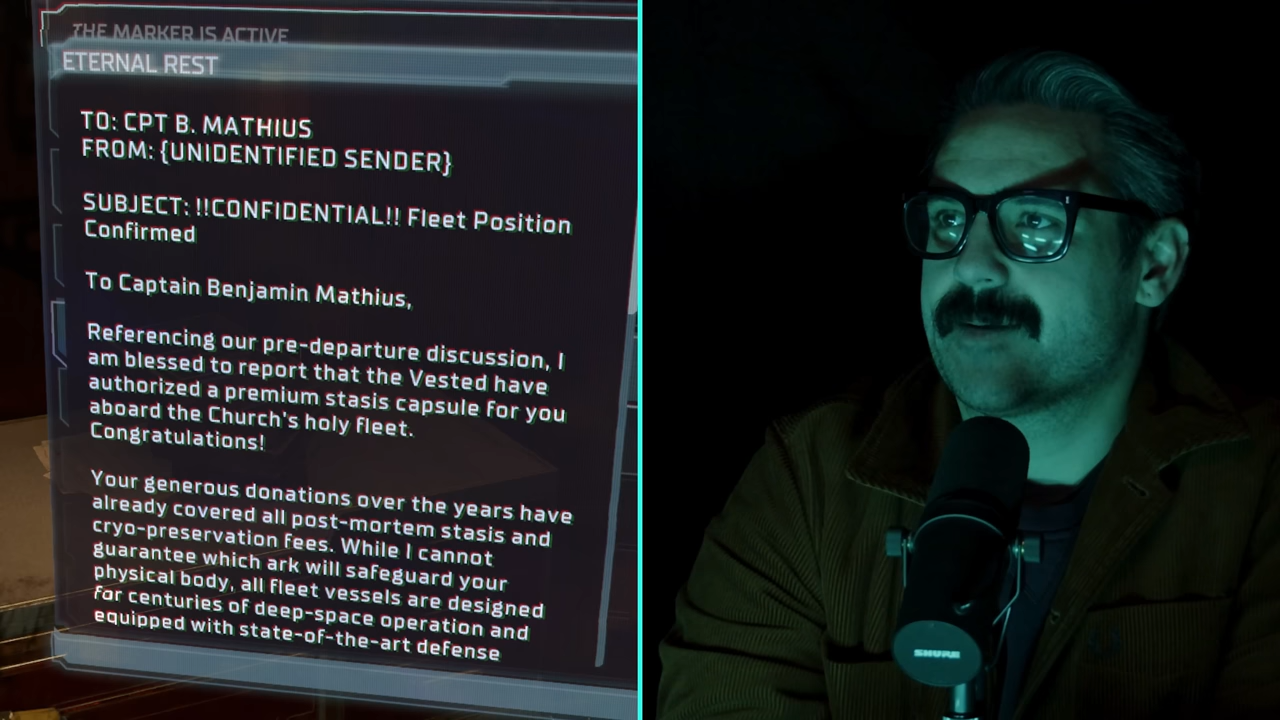 THE MARKER IS ACTIVE
ETERNAL REST
TO: CPT B. MATHIUS
FROM: {UNIDENTIFIED SENDER}
SUBJECT: !!CONFIDENTIAL!! Fleet Position
Confirmed
To Captain Benjamin Mathius,
Referencing our pre-departure discussion, I
am blessed to report that the Vested have
authorized a premium stasis capsule for you
aboard the Church's holy fleet.
Congratulations!
Your generous donations over the years have
already covered all post-mortem stasis and
cryo-preservation fees. While I cannot
guarantee which ark will safeguard your
physical body, all fleet vessels are designed
for centuries of deep-space operation and
equipped with state-of-the-art defense
SHURE